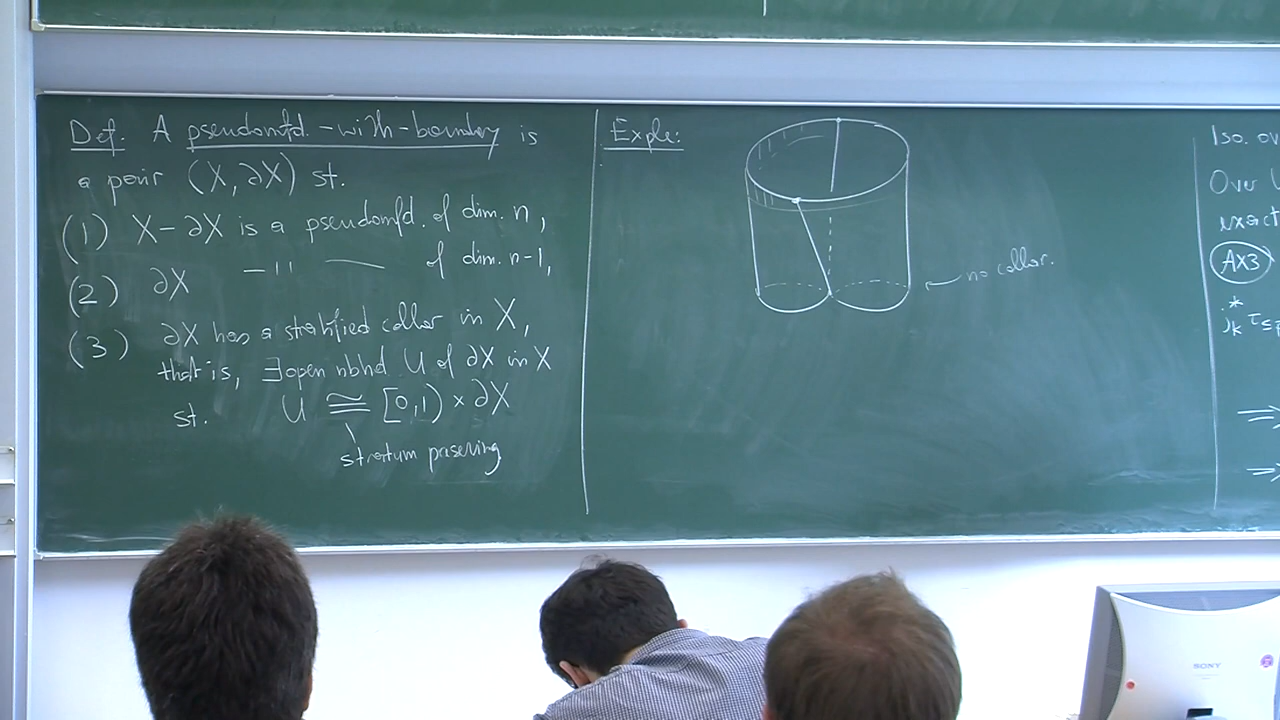 Def. A pseudomfd.-with-boundary is
a pair (X, ∂X) st.
(1) X-∂X is a pseudomfd. of dim. n,
(2) ∂X —"— of dim. n-1,
(3) ∂X has a stratified collar in X,
that is, ∃open nbhd U of ∂X in X
st. U ≅ [0,1) × ∂X
stratum preserving
Exple:
no collar.
Iso. ov
Over
exact
AX3
SONY